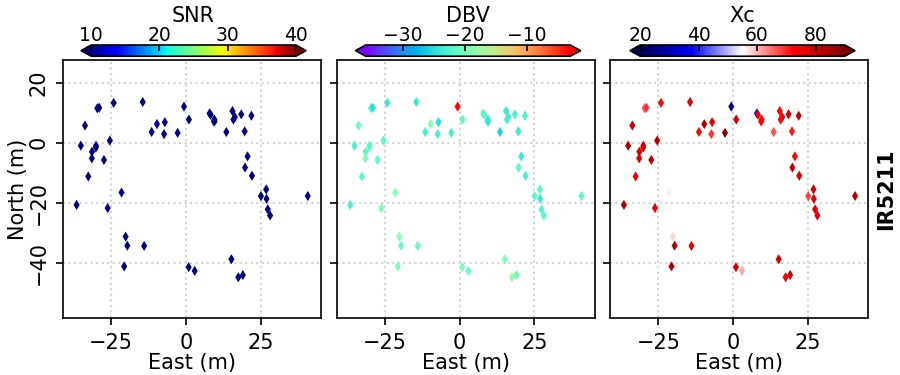 SNR DBV Xc
10 20 30 40 −30 −20 −10 20 40 60 80
20
0
−20
−40
North (m)
−25 0 25 −25 0 25 −25 0 25
East (m) East (m) East (m)
IR5211